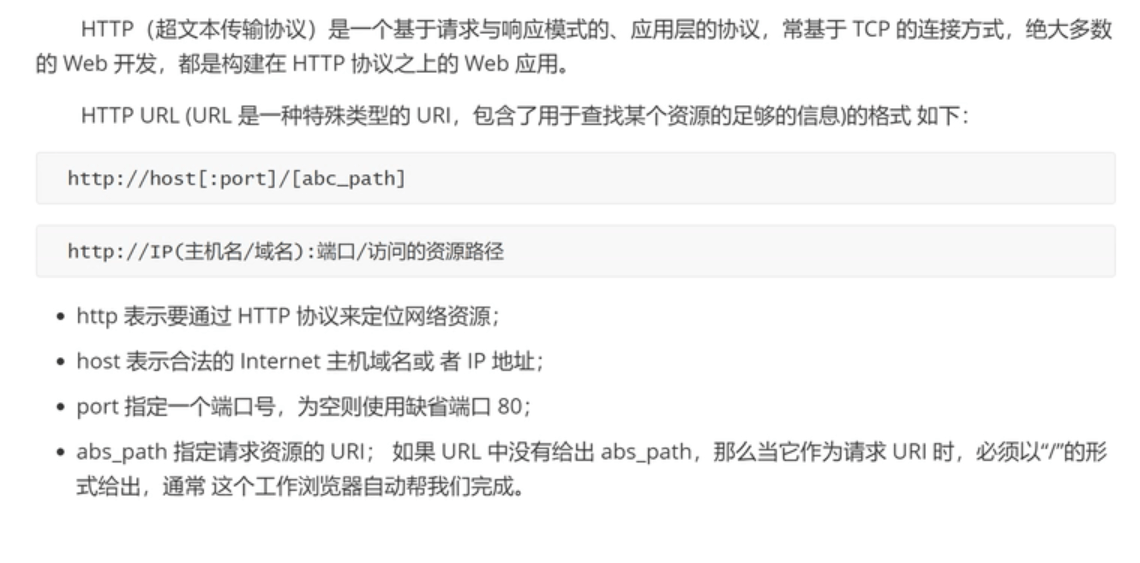 HTTP（超文本传输协议）是一个基于请求与响应模式的、应用层的协议，常基于 TCP 的连接方式，绝大多数
的 Web 开发，都是构建在 HTTP 协议之上的 Web 应用。
HTTP URL (URL 是一种特殊类型的 URI，包含了用于查找某个资源的足够的信息)的格式 如下：
http://host[:port]/[abc_path]
http://IP(主机名/域名):端口/访问的资源路径
• http 表示要通过 HTTP 协议来定位网络资源；
• host 表示合法的 Internet 主机域名或 者 IP 地址；
• port 指定一个端口号，为空则使用缺省端口 80；
• abs_path 指定请求资源的 URI； 如果 URL 中没有给出 abs_path，那么当它作为请求 URI 时，必须以“/”的形
式给出，通常 这个工作浏览器自动帮我们完成。